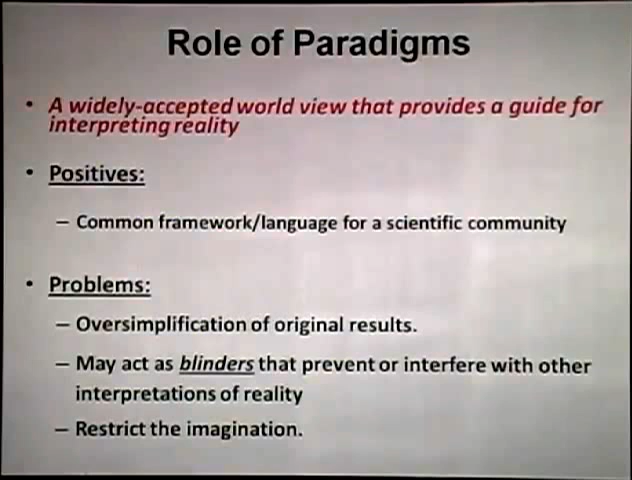 Role of Paradigms
• A widely-accepted world view that provides a guide for
interpreting reality
• Positives:
– Common framework/language for a scientific community
• Problems:
– Oversimplification of original results.
– May act as blinders that prevent or interfere with other
interpretations of reality
– Restrict the imagination.